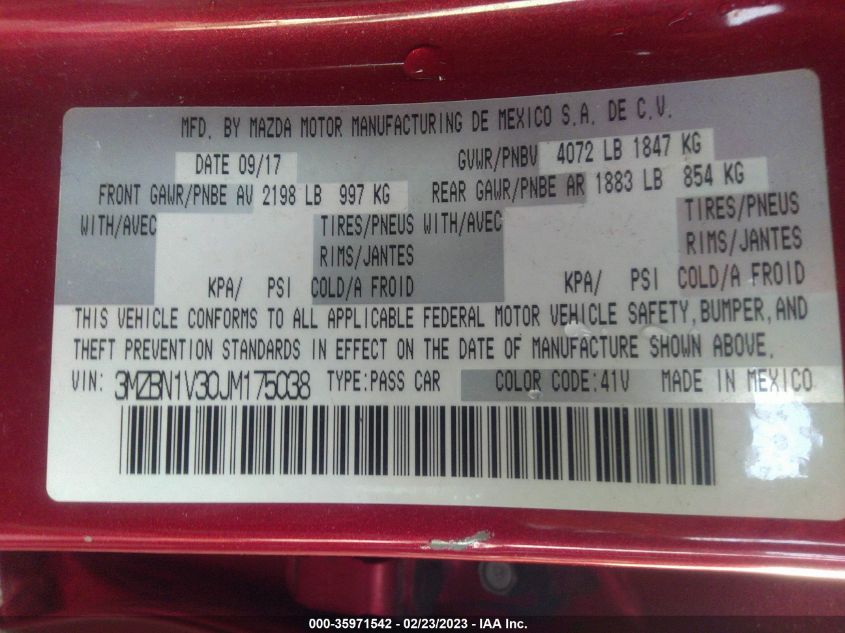 MFD. BY MAZDA MOTOR MANUFACTURING DE MEXICO S.A. DE C.V.
DATE 09/17 GVWR/PNBV 4072 LB 1847 KG
FRONT GAWR/PNBE AV 2198 LB 997 KG REAR GAWR/PNBE AR 1883 LB 854 KG
WITH/AVEC TIRES/PNEUS WITH/AVEC TIRES/PNEUS
RIMS/JANTES RIMS/JANTES
KPA/ PSI COLD/A FROID KPA/ PSI COLD/A FROID
THIS VEHICLE CONFORMS TO ALL APPLICABLE FEDERAL MOTOR VEHICLE SAFETY, BUMPER, AND
THEFT PREVENTION STANDARDS IN EFFECT ON THE DATE OF MANUFACTURE SHOWN ABOVE.
VIN: 3MZBN1V30JM175038 TYPE:PASS CAR COLOR CODE:41V MADE IN MEXICO
000-35971542 / 02/23/2023 - IAA Inc.